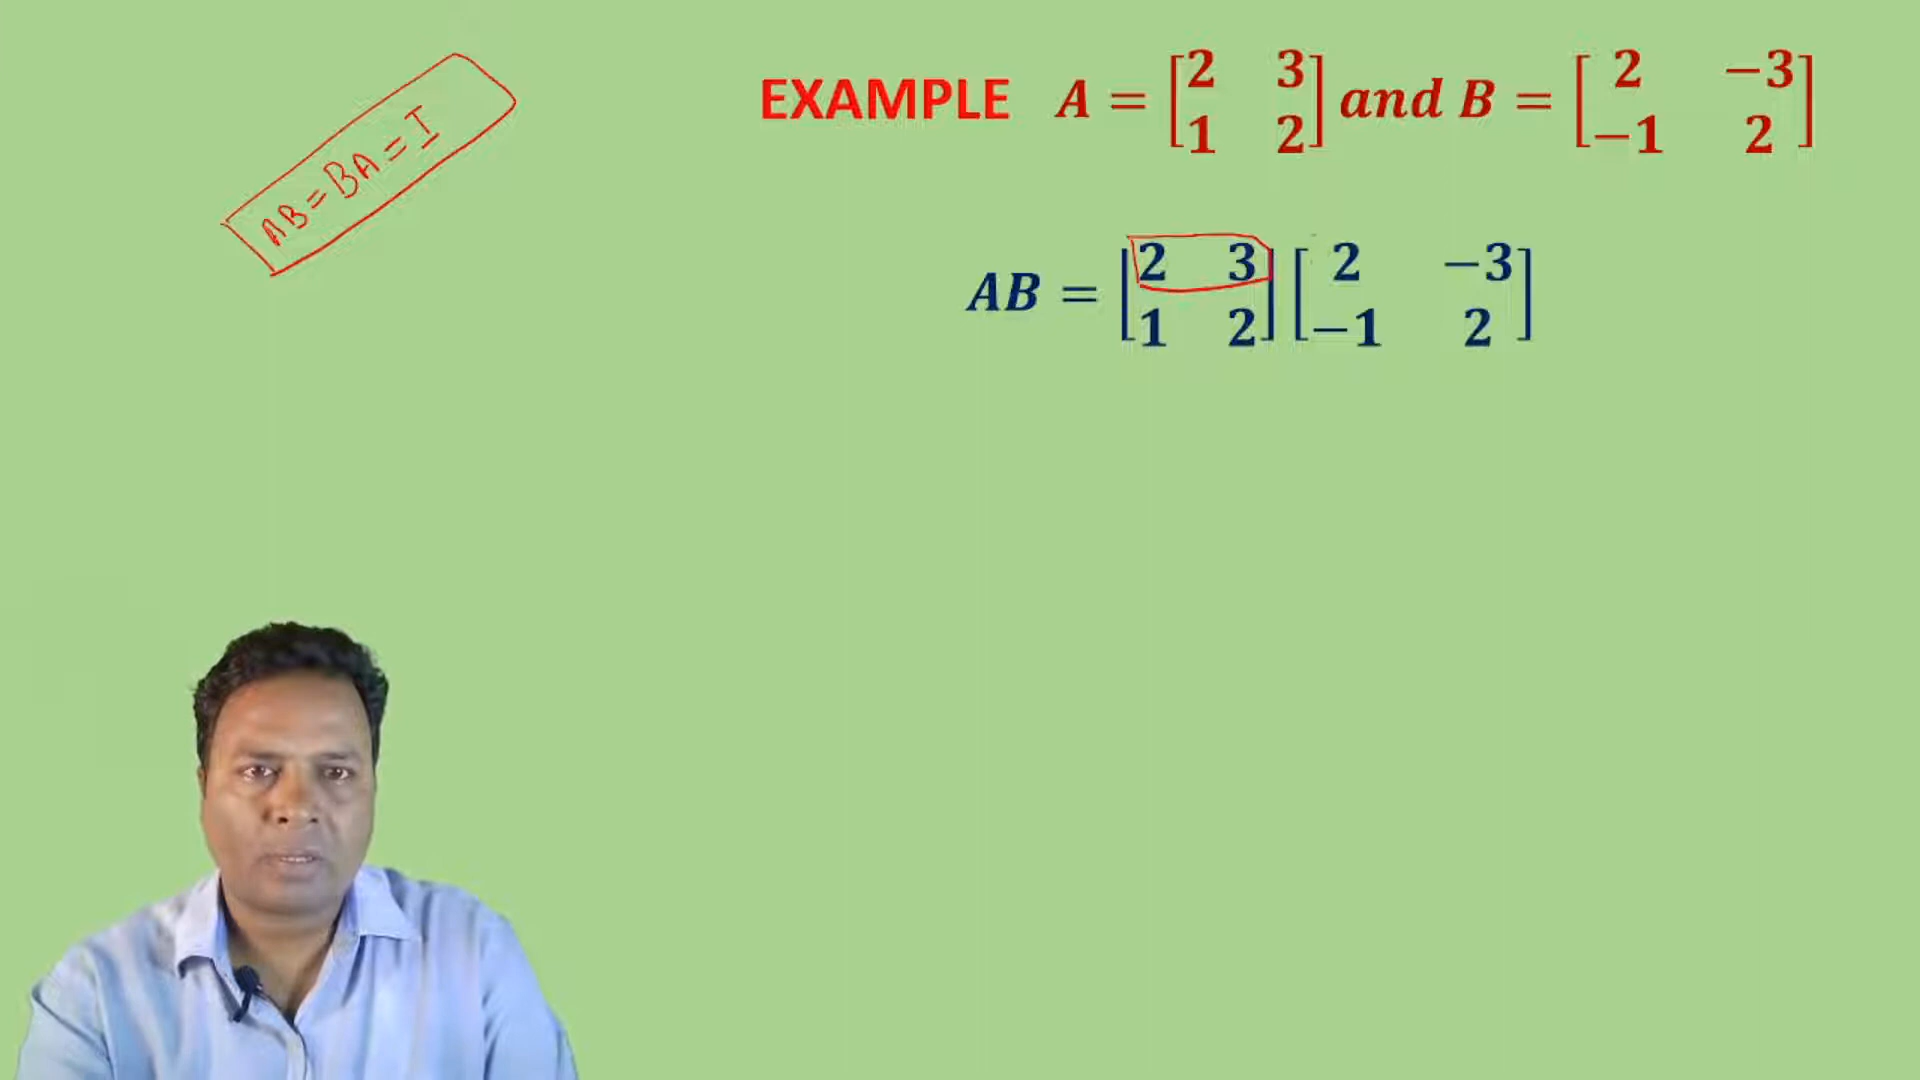 AB = BA = I
EXAMPLE A = [2 3; 1 2] and B = [2 −3; −1 2]
AB = [2 3; 1 2] [2 −3; −1 2]